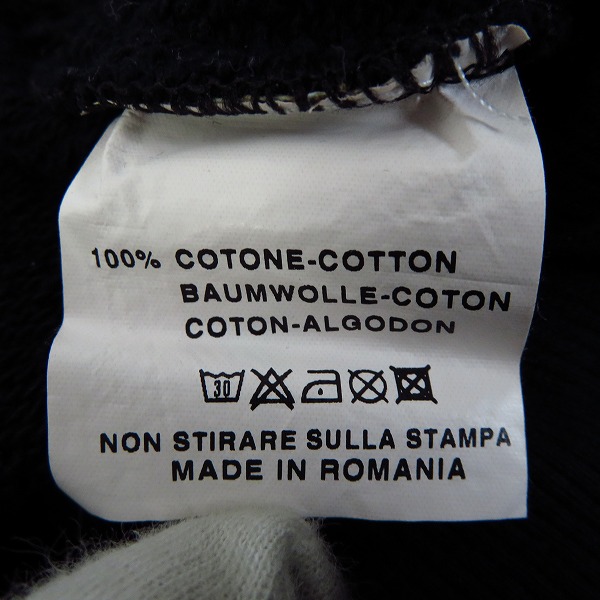 100% COTONE-COTTON
BAUMWOLLE-COTON
COTON-ALGODON
30
NON STIRARE SULLA STAMPA
MADE IN ROMANIA